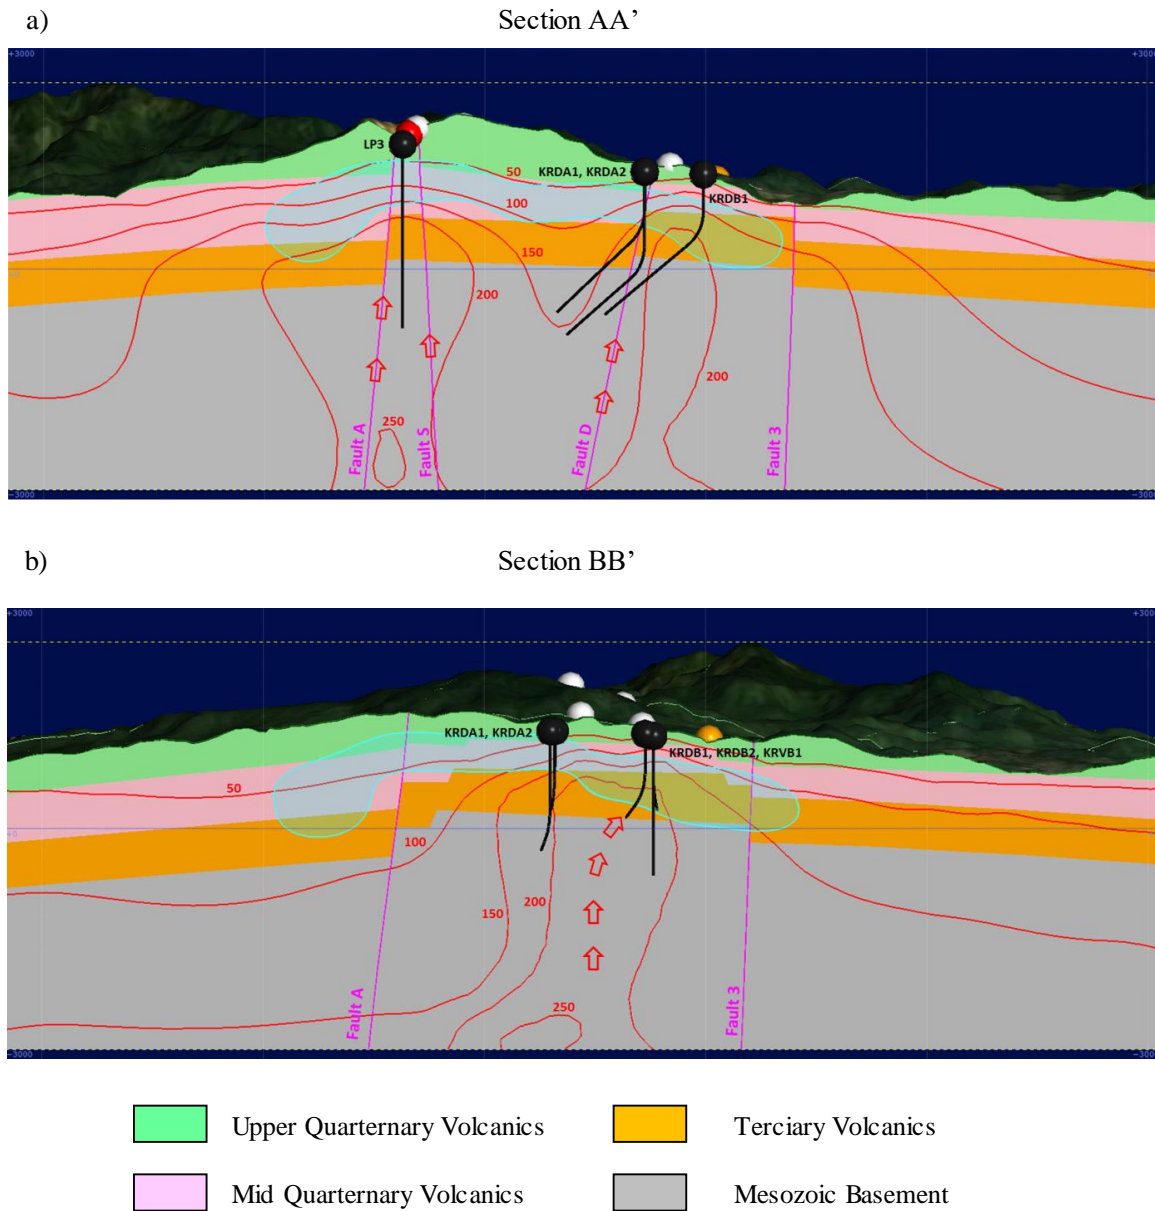 a)
Section AA’
+3000
LP3
50
KRDA1, KRDA2
KRDB1
100
150
200
200
250
Fault A
Fault S
Fault D
Fault 3
-3000
-3000
b)
Section BB’
+3000
+300
KRDA1, KRDA2
KRDB1, KRDB2, KRVB1
50
100
150
200
250
Fault A
Fault 3
-3000
-3000
Upper Quarternary Volcanics
Terciary Volcanics
Mid Quarternary Volcanics
Mesozoic Basement